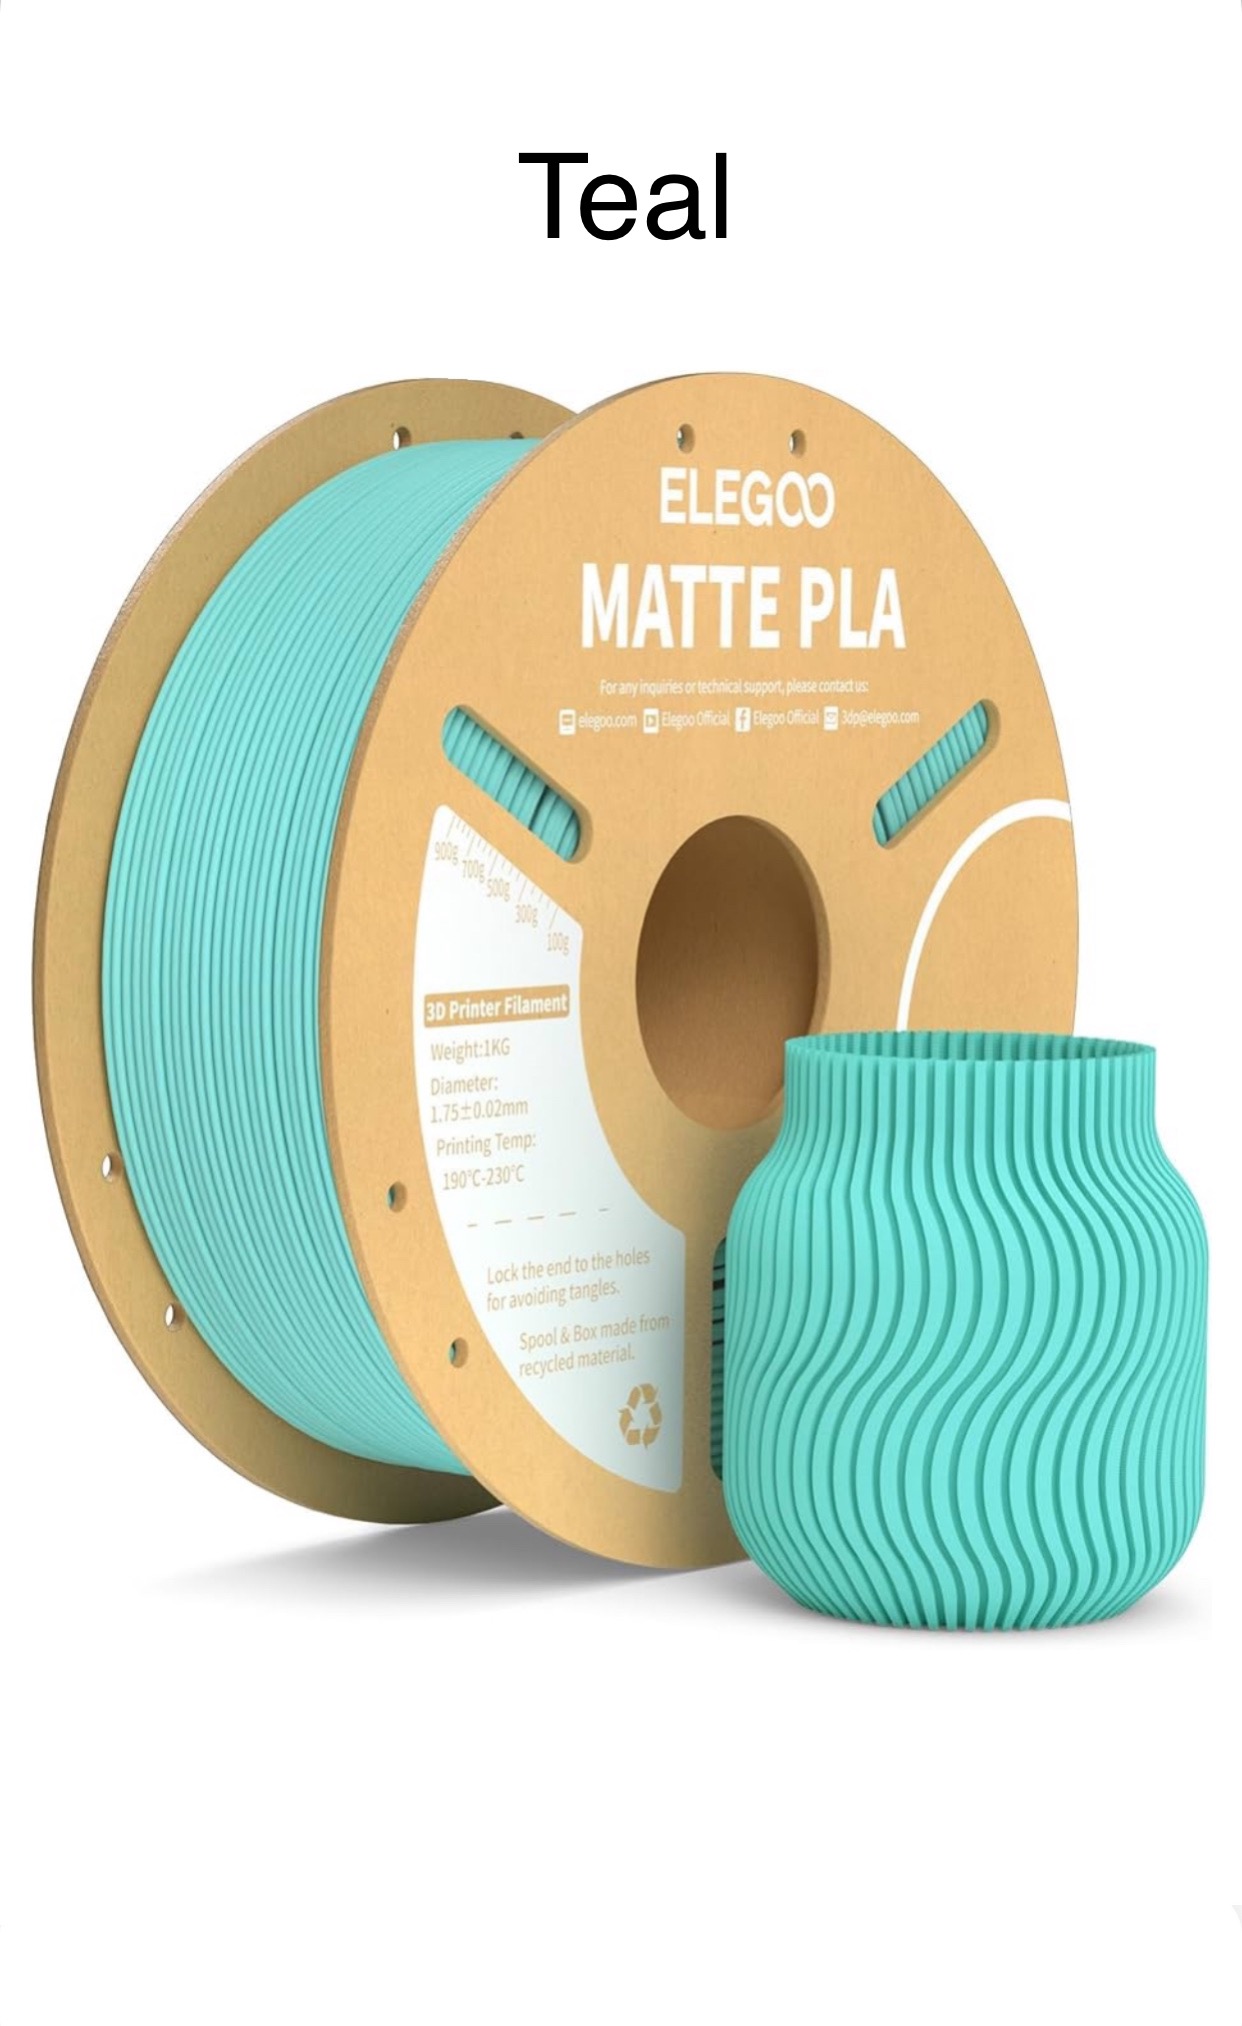 Teal
ELEGOO
MATTE PLA
For any inquiries or technical support, please contact us:
elegoo.com Elegoo Official Elegoo Official 3dp@elegoo.com
900g 700g 500g 300g 100g
3D Printer Filament
Weight:1KG
Diameter:
1.75±0.02mm
Printing Temp:
190℃-230℃
Lock the end to the holes
for avoiding tangles.
Spool & Box made from
recycled material.